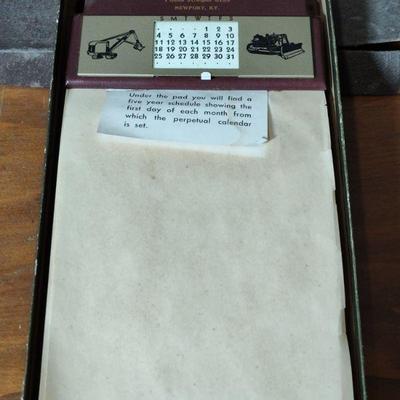 NEWPORT, KY.
S M T W T F S
1 2 3
4 5 6 7 8 9 10
11 12 13 14 15 16 17
18 19 20 21 22 23 24
25 26 27 28 29 30 31
Under the pad you will find a
five year schedule showing the
first day of each month from
which the perpetual calendar
is set.